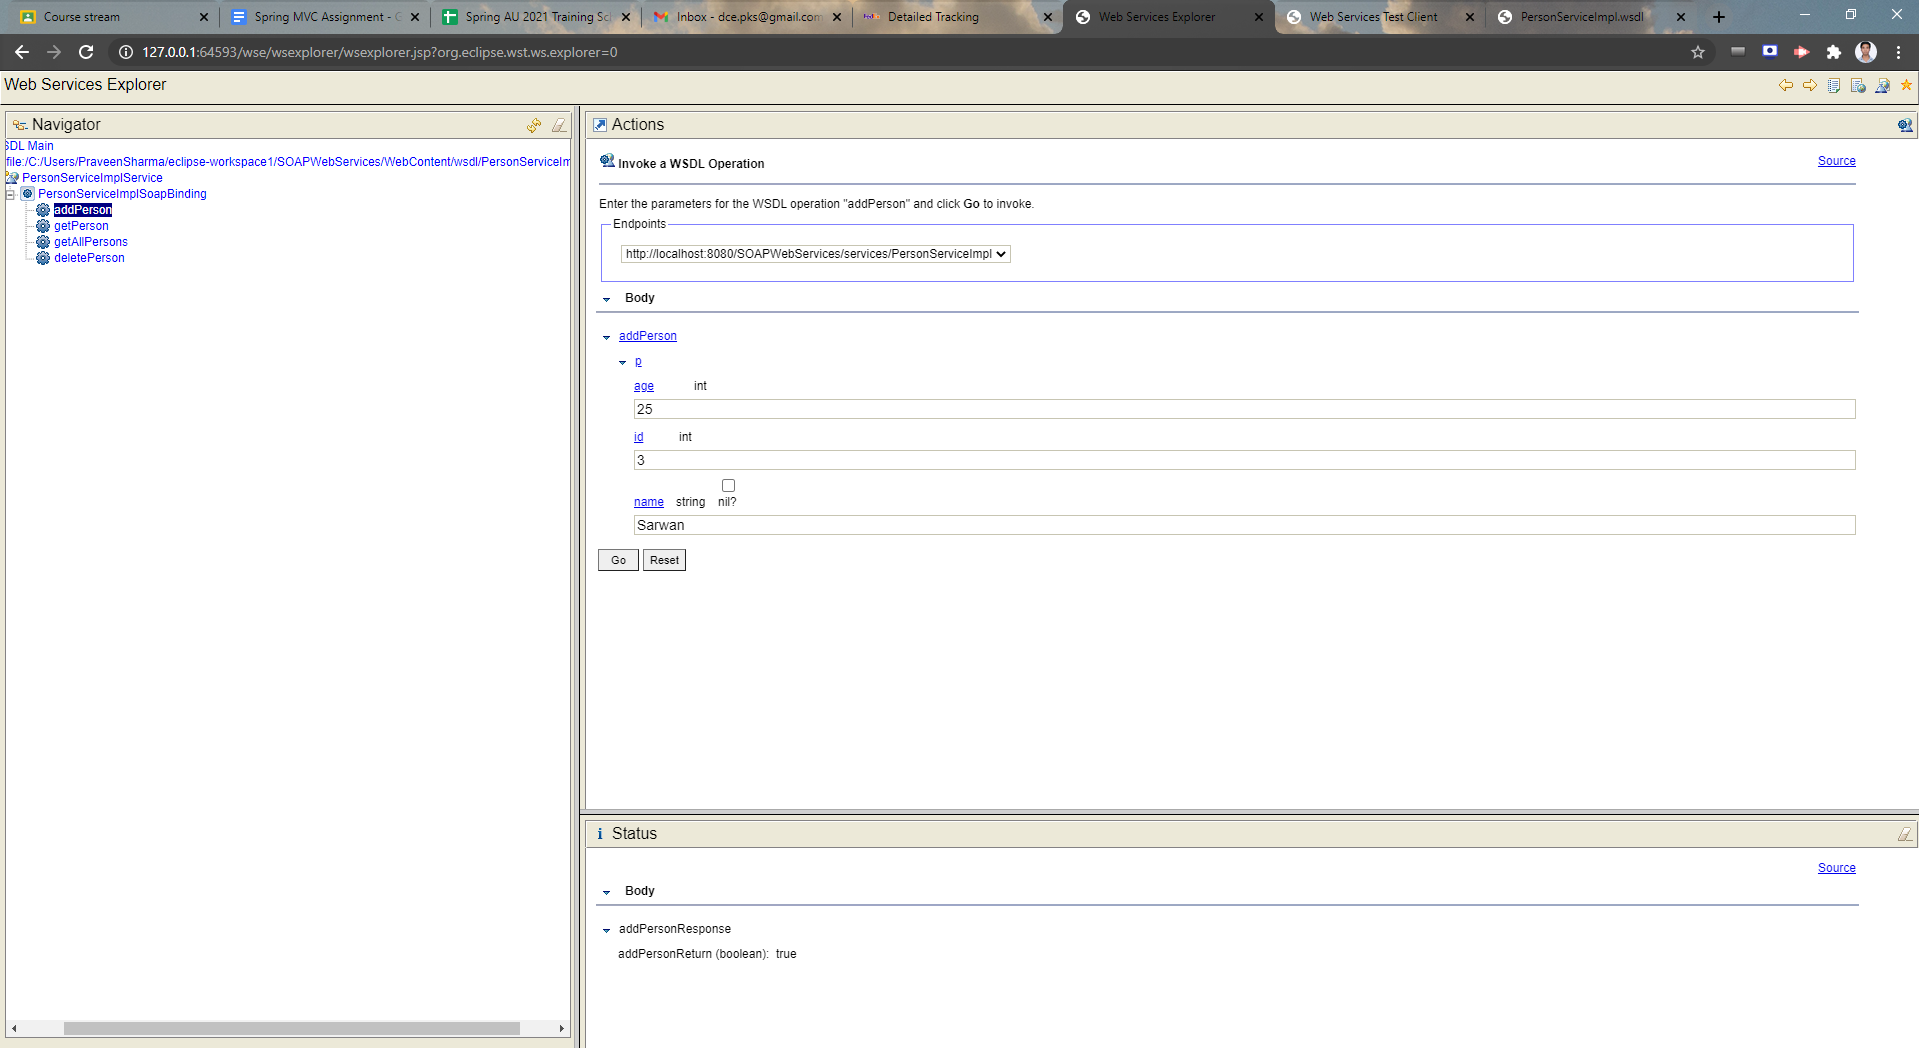 Course stream
Spring MVC Assignment - G
Spring AU 2021 Training Sch
Inbox - dce.pks@gmail.com
Detailed Tracking
Web Services Explorer
Web Services Test Client
PersonServiceImpl.wsdl
127.0.0.1:64593/wse/wsexplorer/wsexplorer.jsp?org.eclipse.wst.ws.explorer=0
Web Services Explorer
Navigator
SDL Main
file:/C:/Users/PraveenSharma/eclipse-workspace1/SOAPWebServices/WebContent/wsdl/PersonServiceIm
PersonServiceImplService
PersonServiceImplSoapBinding
addPerson
getPerson
getAllPersons
deletePerson
Actions
Invoke a WSDL Operation
Source
Enter the parameters for the WSDL operation "addPerson" and click Go to invoke.
Endpoints
http://localhost:8080/SOAPWebServices/services/PersonServiceImpl
Body
addPerson
p
age int
25
id int
3
name string nil?
Sarwan
Go Reset
Status
Source
Body
addPersonResponse
addPersonReturn (boolean): true